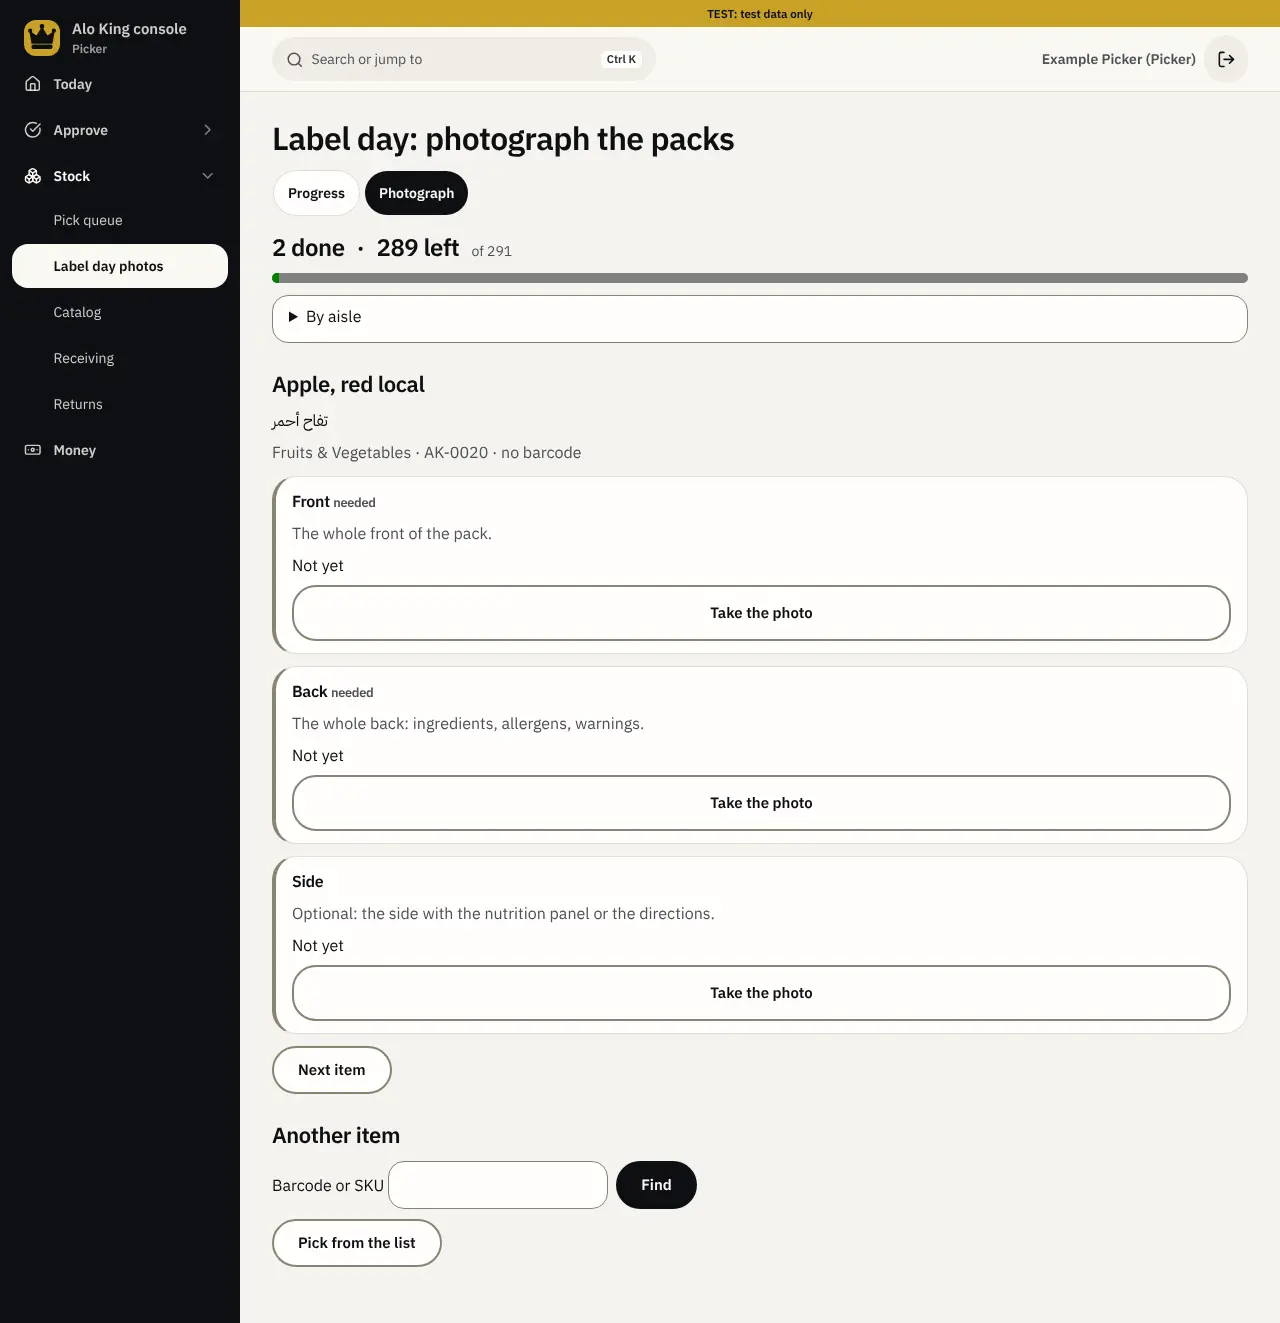 TEST: test data only
Alo King console
Picker
Search or jump to
Ctrl K
Example Picker (Picker)
Today
Approve
Stock
Pick queue
Label day photos
Catalog
Receiving
Returns
Money
Label day: photograph the packs
Progress
Photograph
2 done · 289 left of 291
By aisle
Apple, red local
تفاح أحمر
Fruits & Vegetables · AK-0020 · no barcode
Front needed
The whole front of the pack.
Not yet
Take the photo
Back needed
The whole back: ingredients, allergens, warnings.
Not yet
Take the photo
Side
Optional: the side with the nutrition panel or the directions.
Not yet
Take the photo
Next item
Another item
Barcode or SKU
Find
Pick from the list